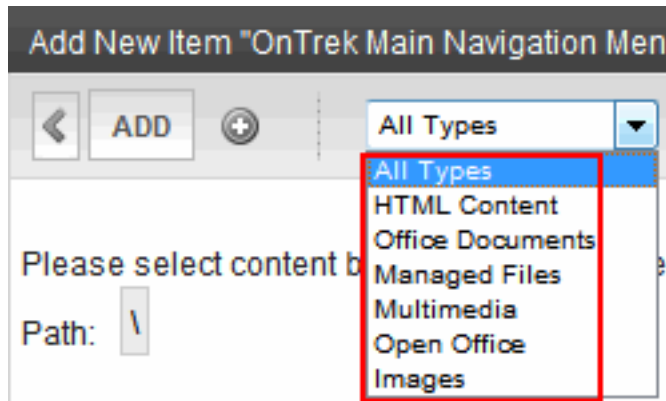 Add New Item "OnTrek Main Navigation Men
ADD
All Types
All Types
HTML Content
Office Documents
Please select content b
Managed Files
Multimedia
Path: \
Open Office
Images